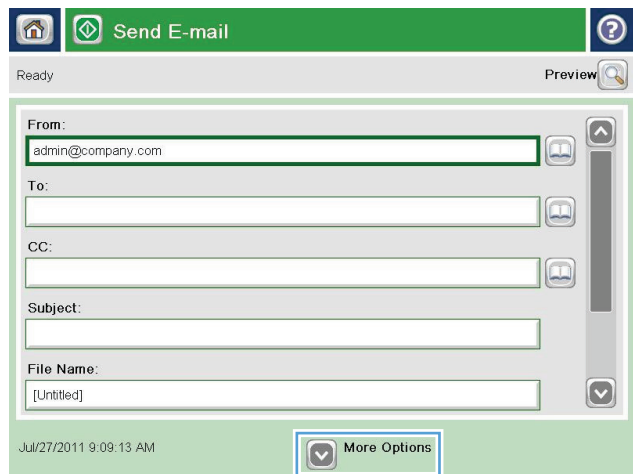 Send E-mail
Ready
Preview
From:
admin@company.com
To:
CC:
Subject:
File Name:
[Untitled]
Jul/27/2011 9:09:13 AM
More Options